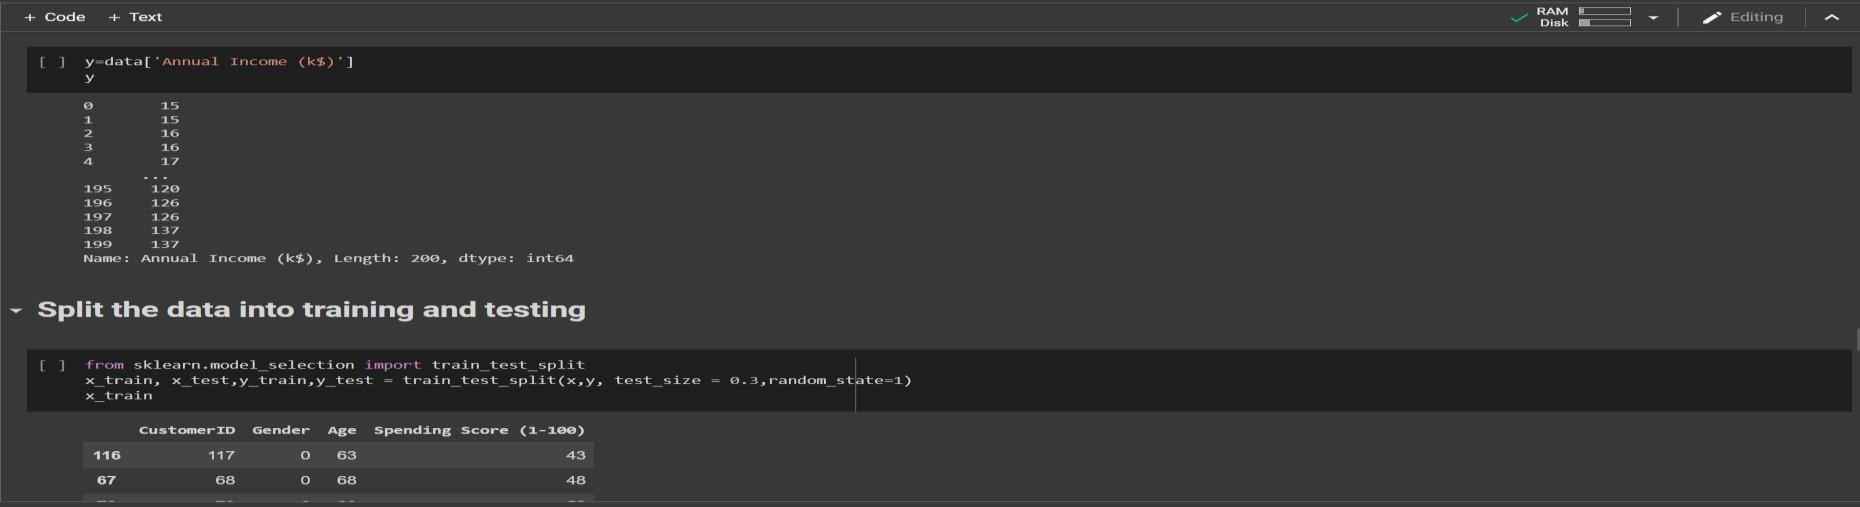 + Code + Text
RAM
Disk
Editing
[ ] y=data['Annual Income (k$)']
y
0 15
1 15
2 16
3 16
4 17
...
195 120
196 126
197 126
198 137
199 137
Name: Annual Income (k$), Length: 200, dtype: int64
Split the data into training and testing
[ ] from sklearn.model_selection import train_test_split
x_train, x_test,y_train,y_test = train_test_split(x,y, test_size = 0.3,random_state=1)
x_train
CustomerID Gender Age Spending Score (1-100)
116 117 0 63 43
67 68 0 68 48